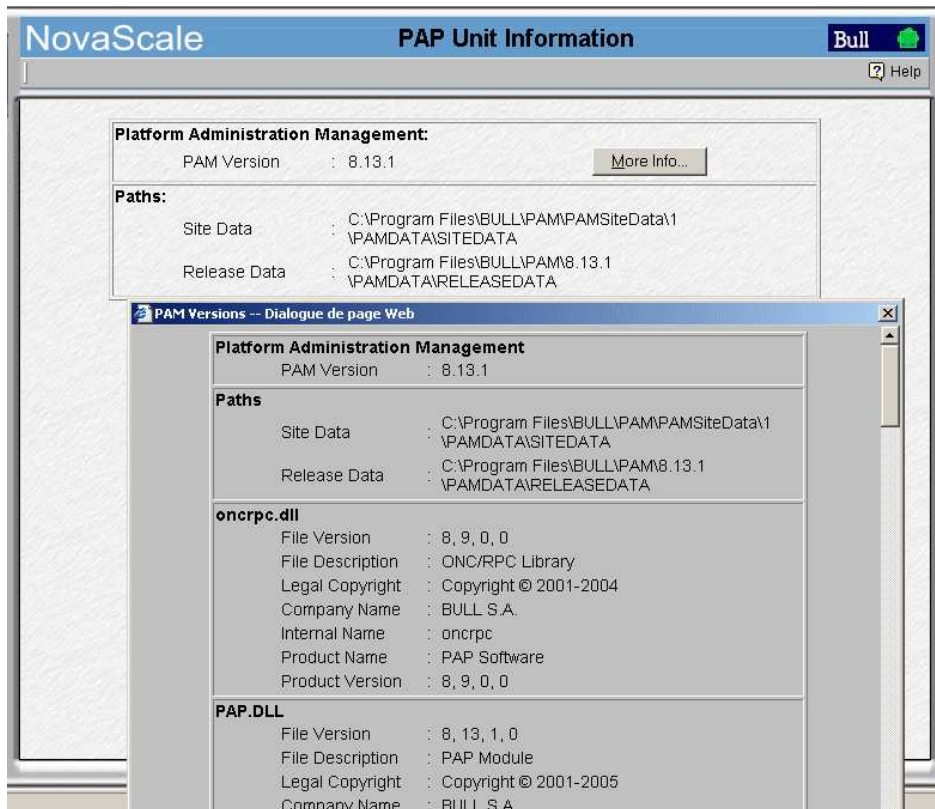 NovaScale
PAP Unit Information
Bull
Help
Platform Administration Management:
PAM Version : 8.13.1
More Info...
Paths:
Site Data : C:\Program Files\BULL\PAM\PAMSiteData\1
\PAMDATA\SITEDATA
Release Data : C:\Program Files\BULL\PAM\8.13.1
\PAMDATA\RELEASEDATA
PAM Versions -- Dialogue de page Web
Platform Administration Management
PAM Version : 8.13.1
Paths
Site Data : C:\Program Files\BULL\PAM\PAMSiteData\1
\PAMDATA\SITEDATA
Release Data : C:\Program Files\BULL\PAM\8.13.1
\PAMDATA\RELEASEDATA
oncrpc.dll
File Version : 8, 9, 0, 0
File Description : ONC/RPC Library
Legal Copyright : Copyright © 2001-2004
Company Name : BULL S.A.
Internal Name : oncrpc
Product Name : PAP Software
Product Version : 8, 9, 0, 0
PAP.DLL
File Version : 8, 13, 1, 0
File Description : PAP Module
Legal Copyright : Copyright © 2001-2005
Company Name : BULL S.A.